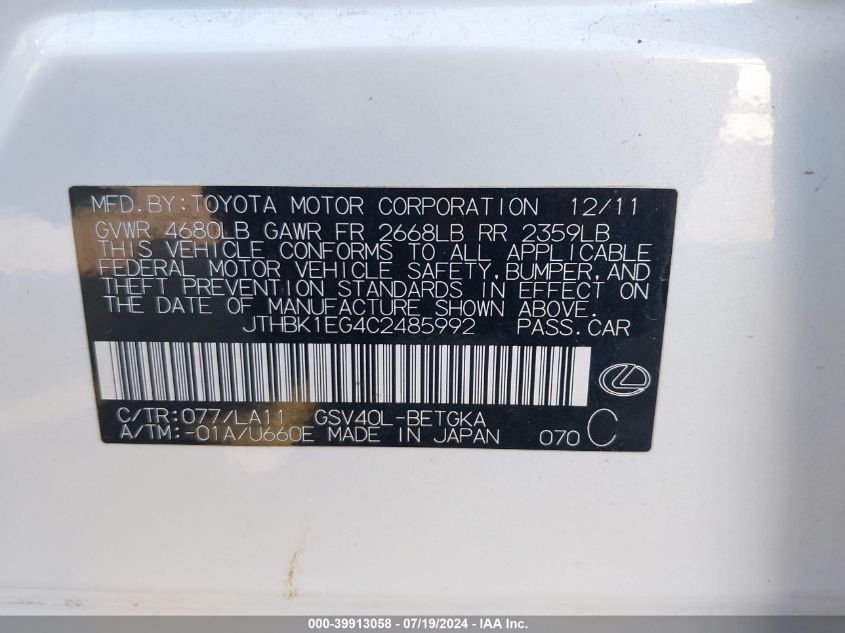 MFD.BY:TOYOTA MOTOR CORPORATION 12/11
GVWR 4680LB GAWR FR 2668LB RR 2359LB
THIS VEHICLE CONFORMS TO ALL APPLICABLE
FEDERAL MOTOR VEHICLE SAFETY,BUMPER,AND
THEFT PREVENTION STANDARDS IN EFFECT ON
THE DATE OF MANUFACTURE SHOWN ABOVE.
JTHBK1EG4C2485992 PASS.CAR
C/TR:077/LA11 GSV40L-BETGKA
A/TM:-01A/U660E MADE IN JAPAN 070 C
000-39913058 - 07/19/2024 - IAA Inc.